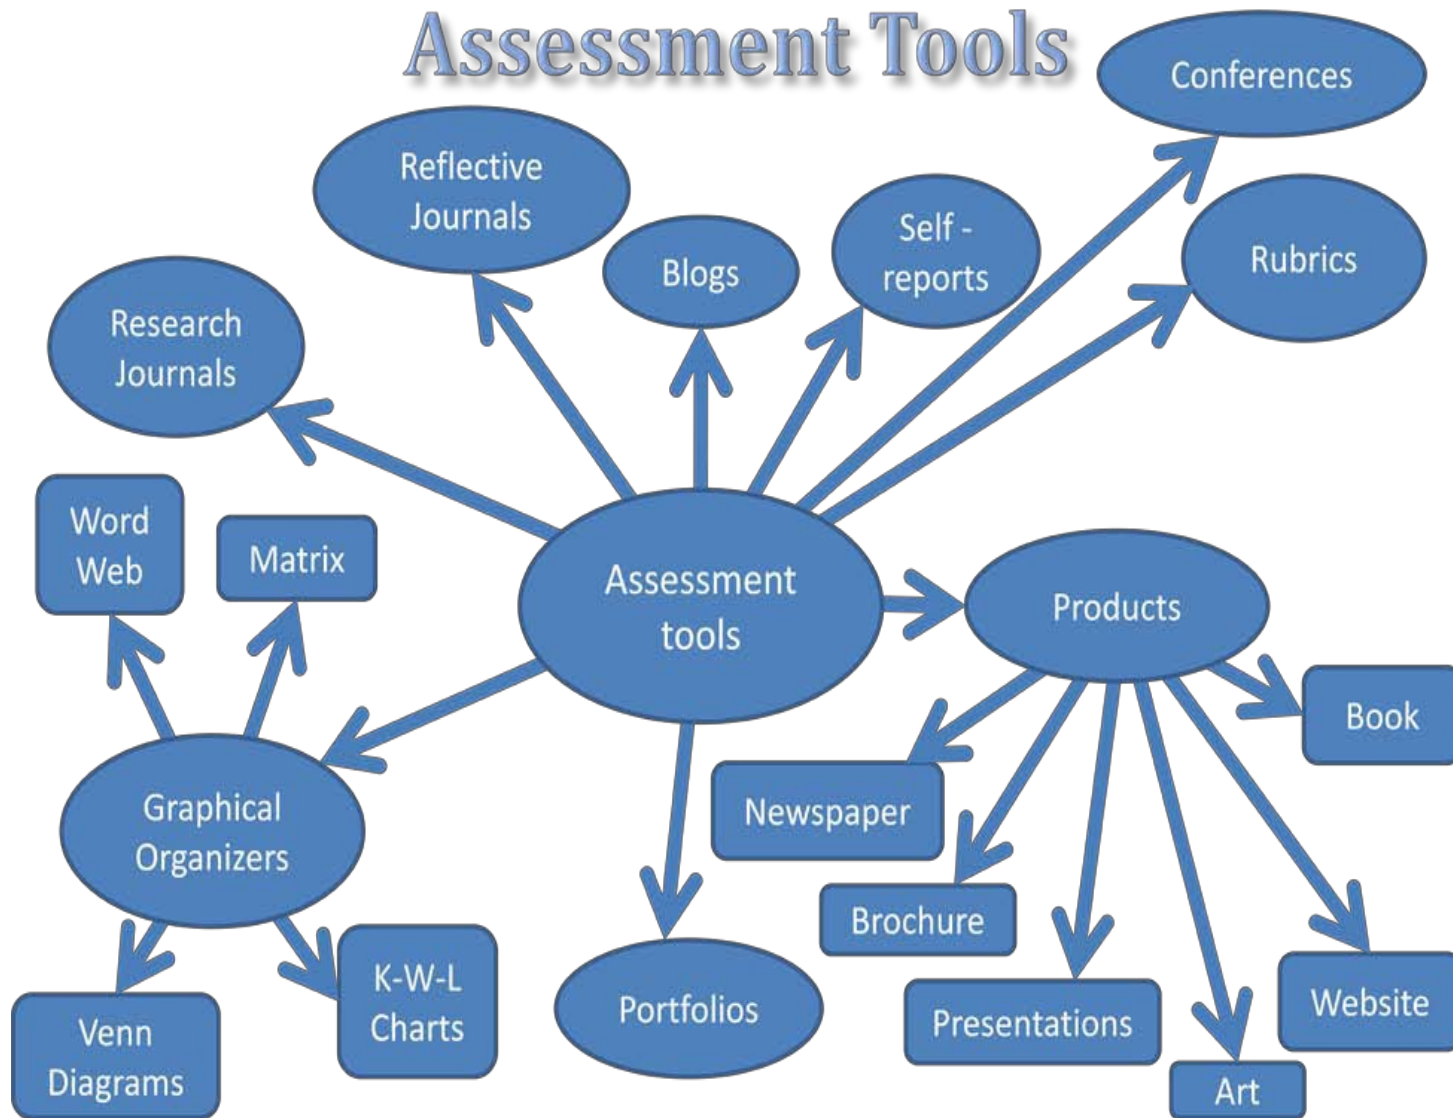 Assessment Tools
Conferences
Reflective
Journals
Blogs
Self -
reports
Rubrics
Research
Journals
Word
Web
Matrix
Assessment
tools
Products
Book
Graphical
Organizers
Newspaper
Brochure
K-W-L
Charts
Portfolios
Presentations
Website
Venn
Diagrams
Art